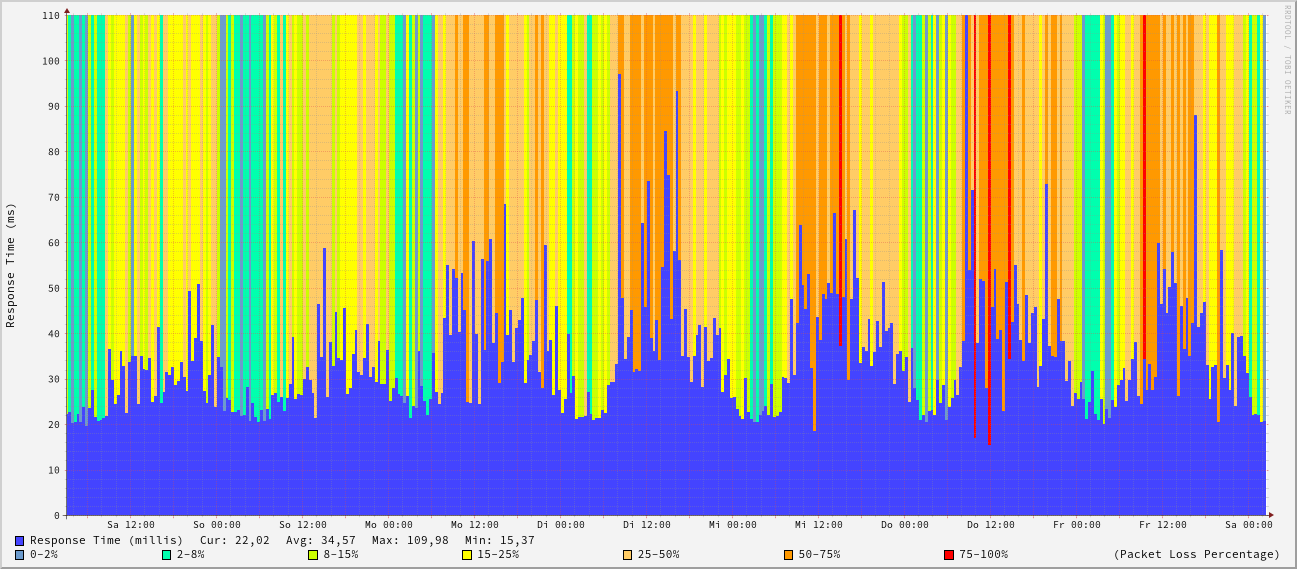 RRDTOOL / TOBI OETIKER
Response Time (ms)
110
100
90
80
70
60
50
40
30
20
10
0
Sa 12:00 So 00:00 So 12:00 Mo 00:00 Mo 12:00 Di 00:00 Di 12:00 Mi 00:00 Mi 12:00 Do 00:00 Do 12:00 Fr 00:00 Fr 12:00 Sa 00:00
Response Time (millis) Cur: 22,02 Avg: 34,57 Max: 109,98 Min: 15,37
0-2% 2-8% 8-15% 15-25% 25-50% 50-75% 75-100% (Packet Loss Percentage)